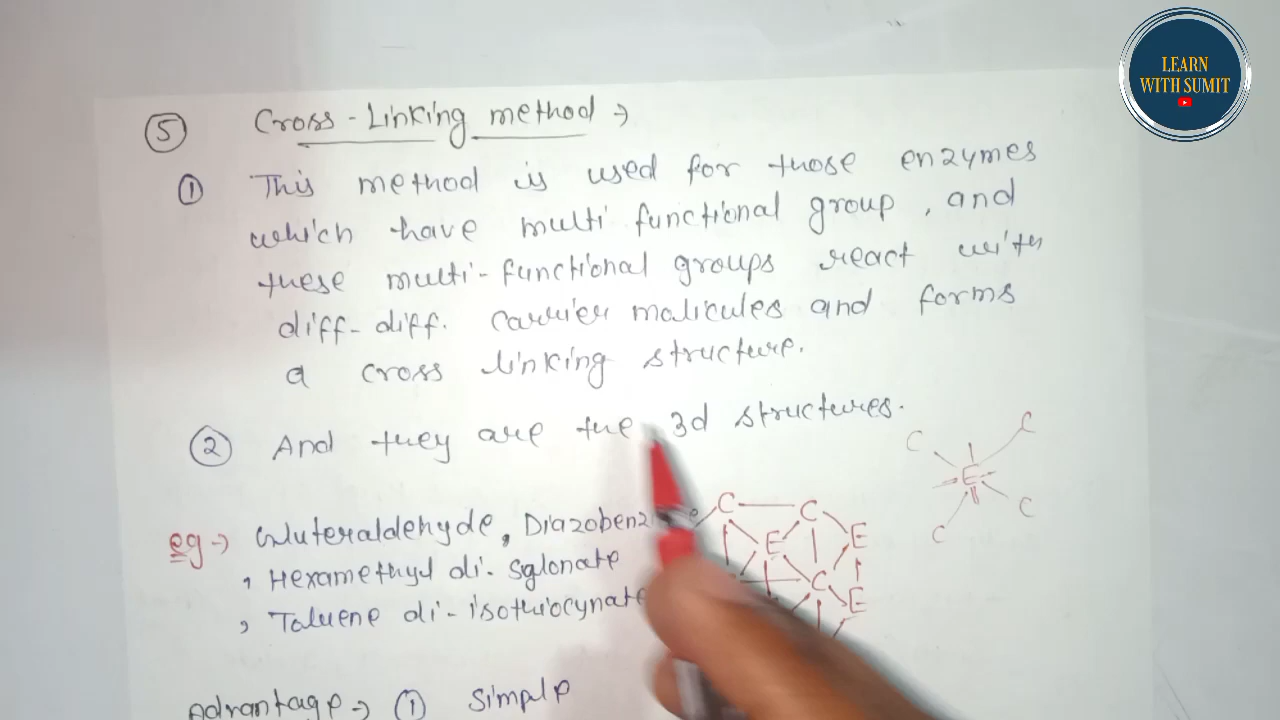 LEARN
WITH SUMIT
5 Cross-Linking method →
1 This method is used for those enzymes
which have multi functional group, and
these multi-functional groups react with
diff-diff. carrier malicules and forms
a cross linking structure.
2 And they are the 3d structures.
C C
E
C C
eg → Gluteraldehyde, Diazobenz
, Hexamethyl di-
, Toluene di-isothiocynate
C C
E E
C E
Advantage → 1 Simple